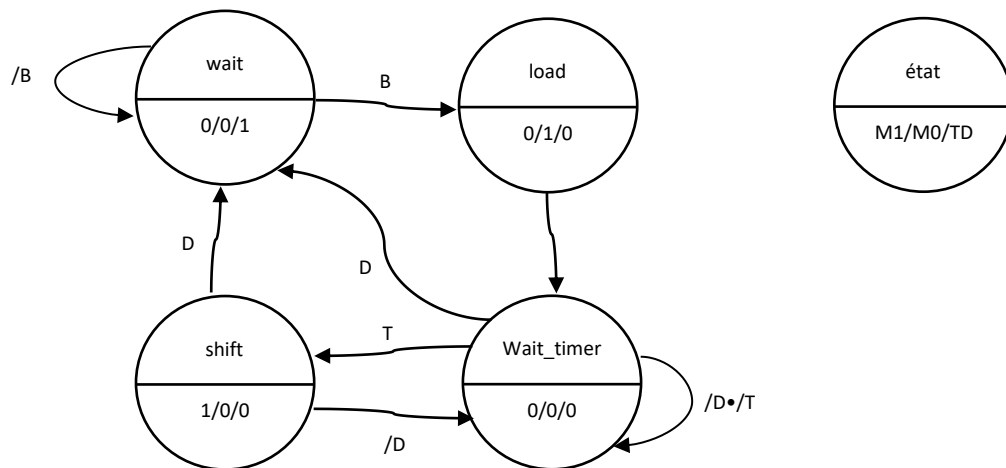 wait
0/0/1
/B
B
load
0/1/0
état
M1/M0/TD
D
D
T
shift
1/0/0
/D
Wait_timer
0/0/0
/D•/T